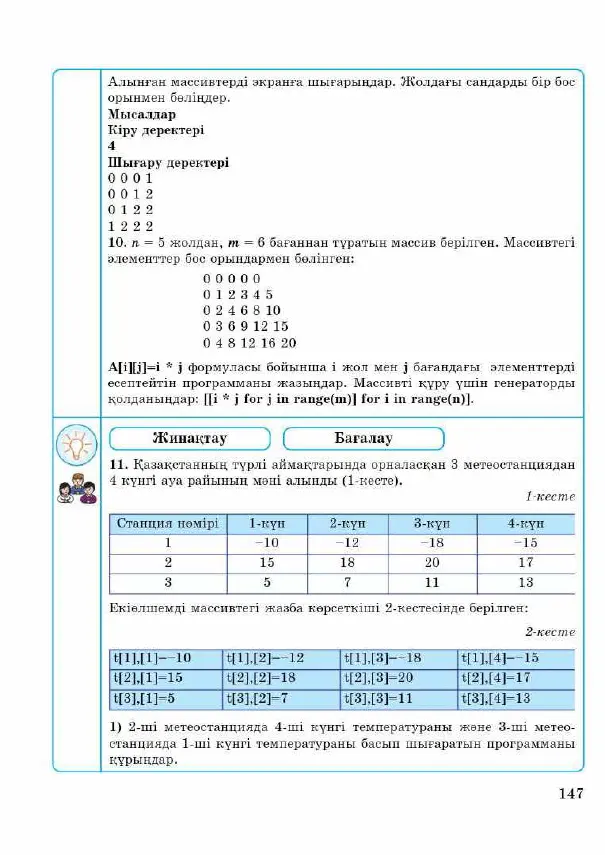 Алынған массивтерді экранға шығарыңдар. Жолдағы сандарды бір бос
орынмен бөліңдер.
Мысалдар
Кіру деректері
4
Шығару деректері
0 0 0 1
0 0 1 2
0 1 2 2
1 2 2 2
10. n = 5 жолдан, m = 6 бағаннан тұратын массив берілген. Массивтегі
элементтер бос орындармен бөлінген:
0 0 0 0 0
0 1 2 3 4 5
0 2 4 6 8 10
0 3 6 9 12 15
0 4 8 12 16 20
A[i][j]=i * j формуласы бойынша i жол мен j бағандағы элементтерді
есептейтін программаны жазыңдар. Массивті құру үшін генераторды
қолданыңдар: [[i * j for j in range(m)] for i in range(n)].
Жинақтау Бағалау
11. Қазақстанның түрлі аймақтарында орналасқан 3 метеостанциядан
4 күнгі ауа райының мәні алынды (1-кесте).
1-кесте
Станция нөмірі 1-күн 2-күн 3-күн 4-күн
1 −10 −12 −18 −15
2 15 18 20 17
3 5 7 11 13
Екіөлшемді массивтегі жазба көрсеткіші 2-кестесінде берілген:
2-кесте
t[1],[1]=−10 t[1],[2]=−12 t[1],[3]=−18 t[1],[4]=−15
t[2],[1]=15 t[2],[2]=18 t[2],[3]=20 t[2],[4]=17
t[3],[1]=5 t[3],[2]=7 t[3],[3]=11 t[3],[4]=13
1) 2-ші метеостанцияда 4-ші күнгі температураны және 3-ші метео-
станцияда 1-ші күнгі температураны басып шығаратын программаны
құрыңдар.
147